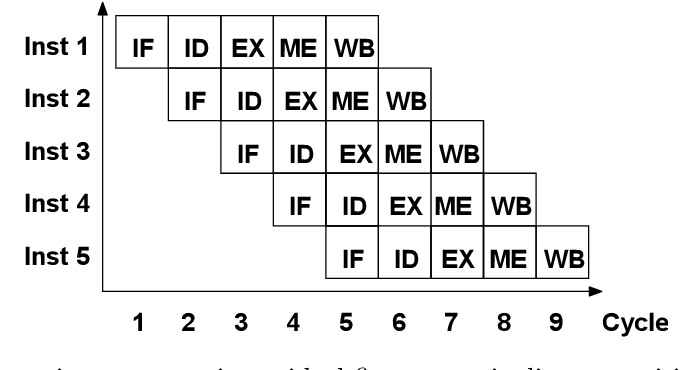 Inst 1 IF ID EX ME WB
Inst 2 IF ID EX ME WB
Inst 3 IF ID EX ME WB
Inst 4 IF ID EX ME WB
Inst 5 IF ID EX ME WB
1 2 3 4 5 6 7 8 9 Cycle